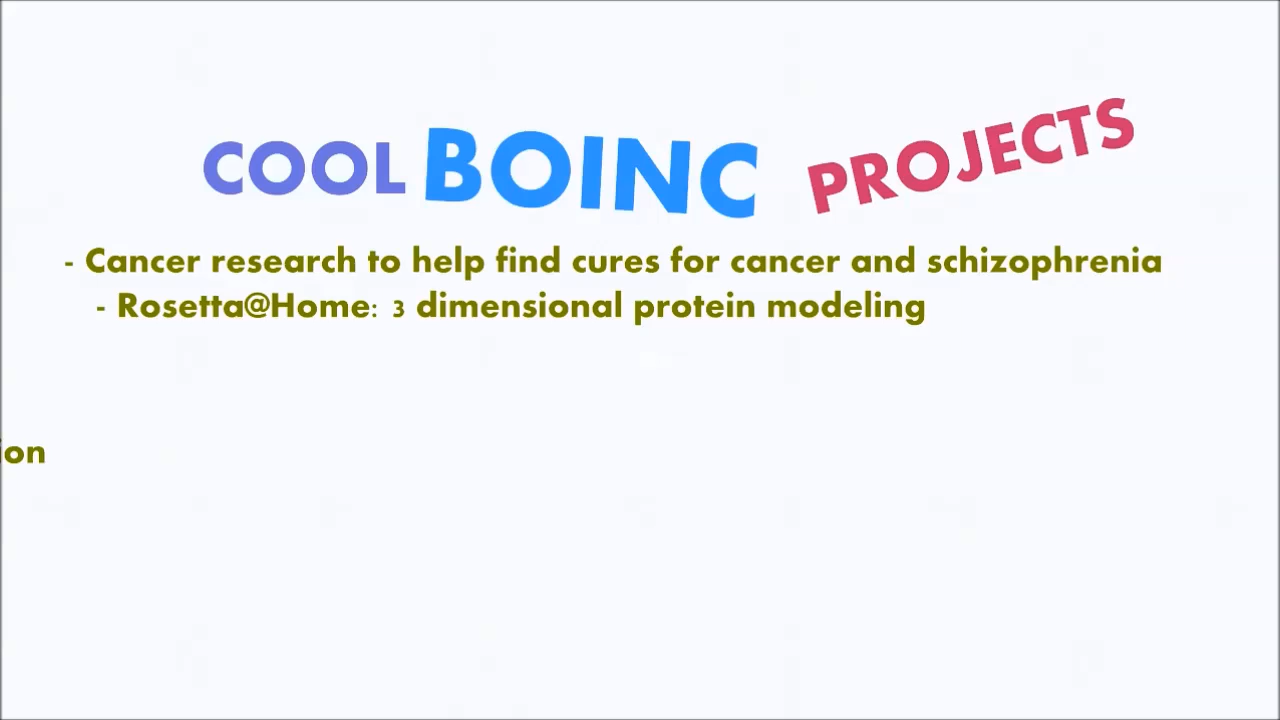 COOL BOINC PROJECTS
- Cancer research to help find cures for cancer and schizophrenia
- Rosetta@Home: 3 dimensional protein modeling
ion